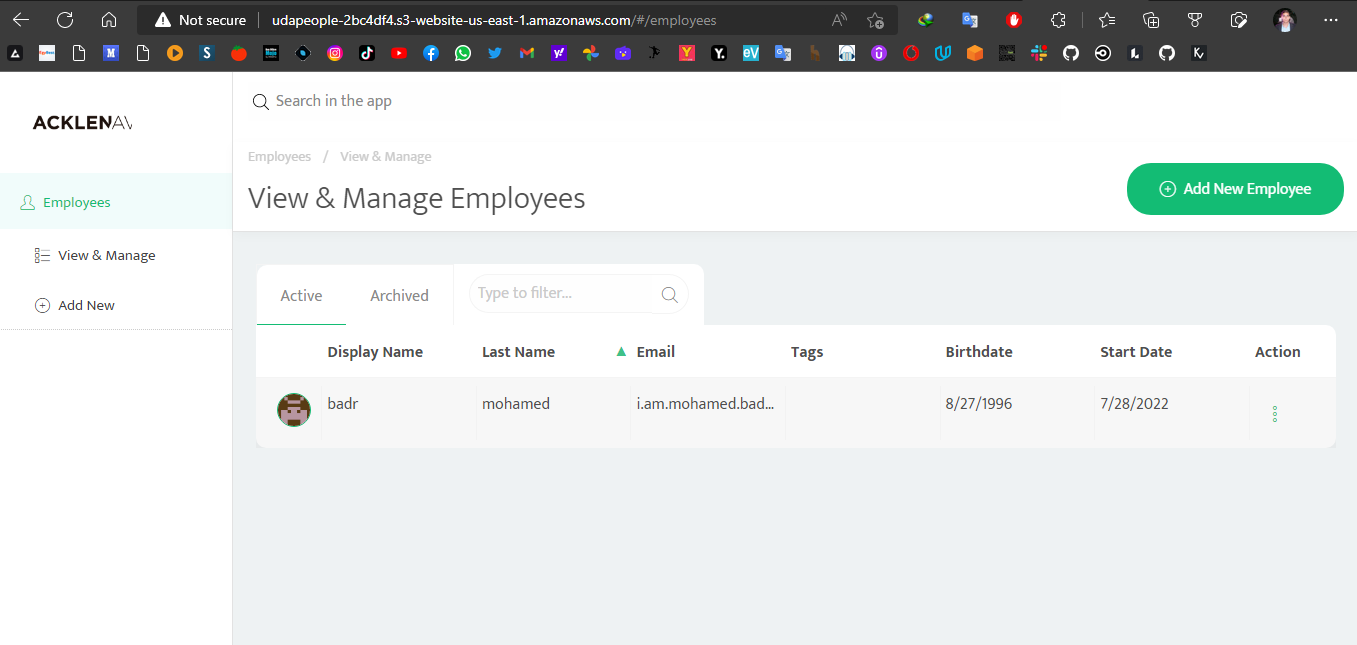 Not secure udapeople-2bc4df4.s3-website-us-east-1.amazonaws.com/#/employees
ACKLENAV
Search in the app
Employees / View & Manage
View & Manage Employees
Add New Employee
Employees
View & Manage
Add New
Active Archived Type to filter...
Display Name Last Name Email Tags Birthdate Start Date Action
badr mohamed i.am.mohamed.bad... 8/27/1996 7/28/2022